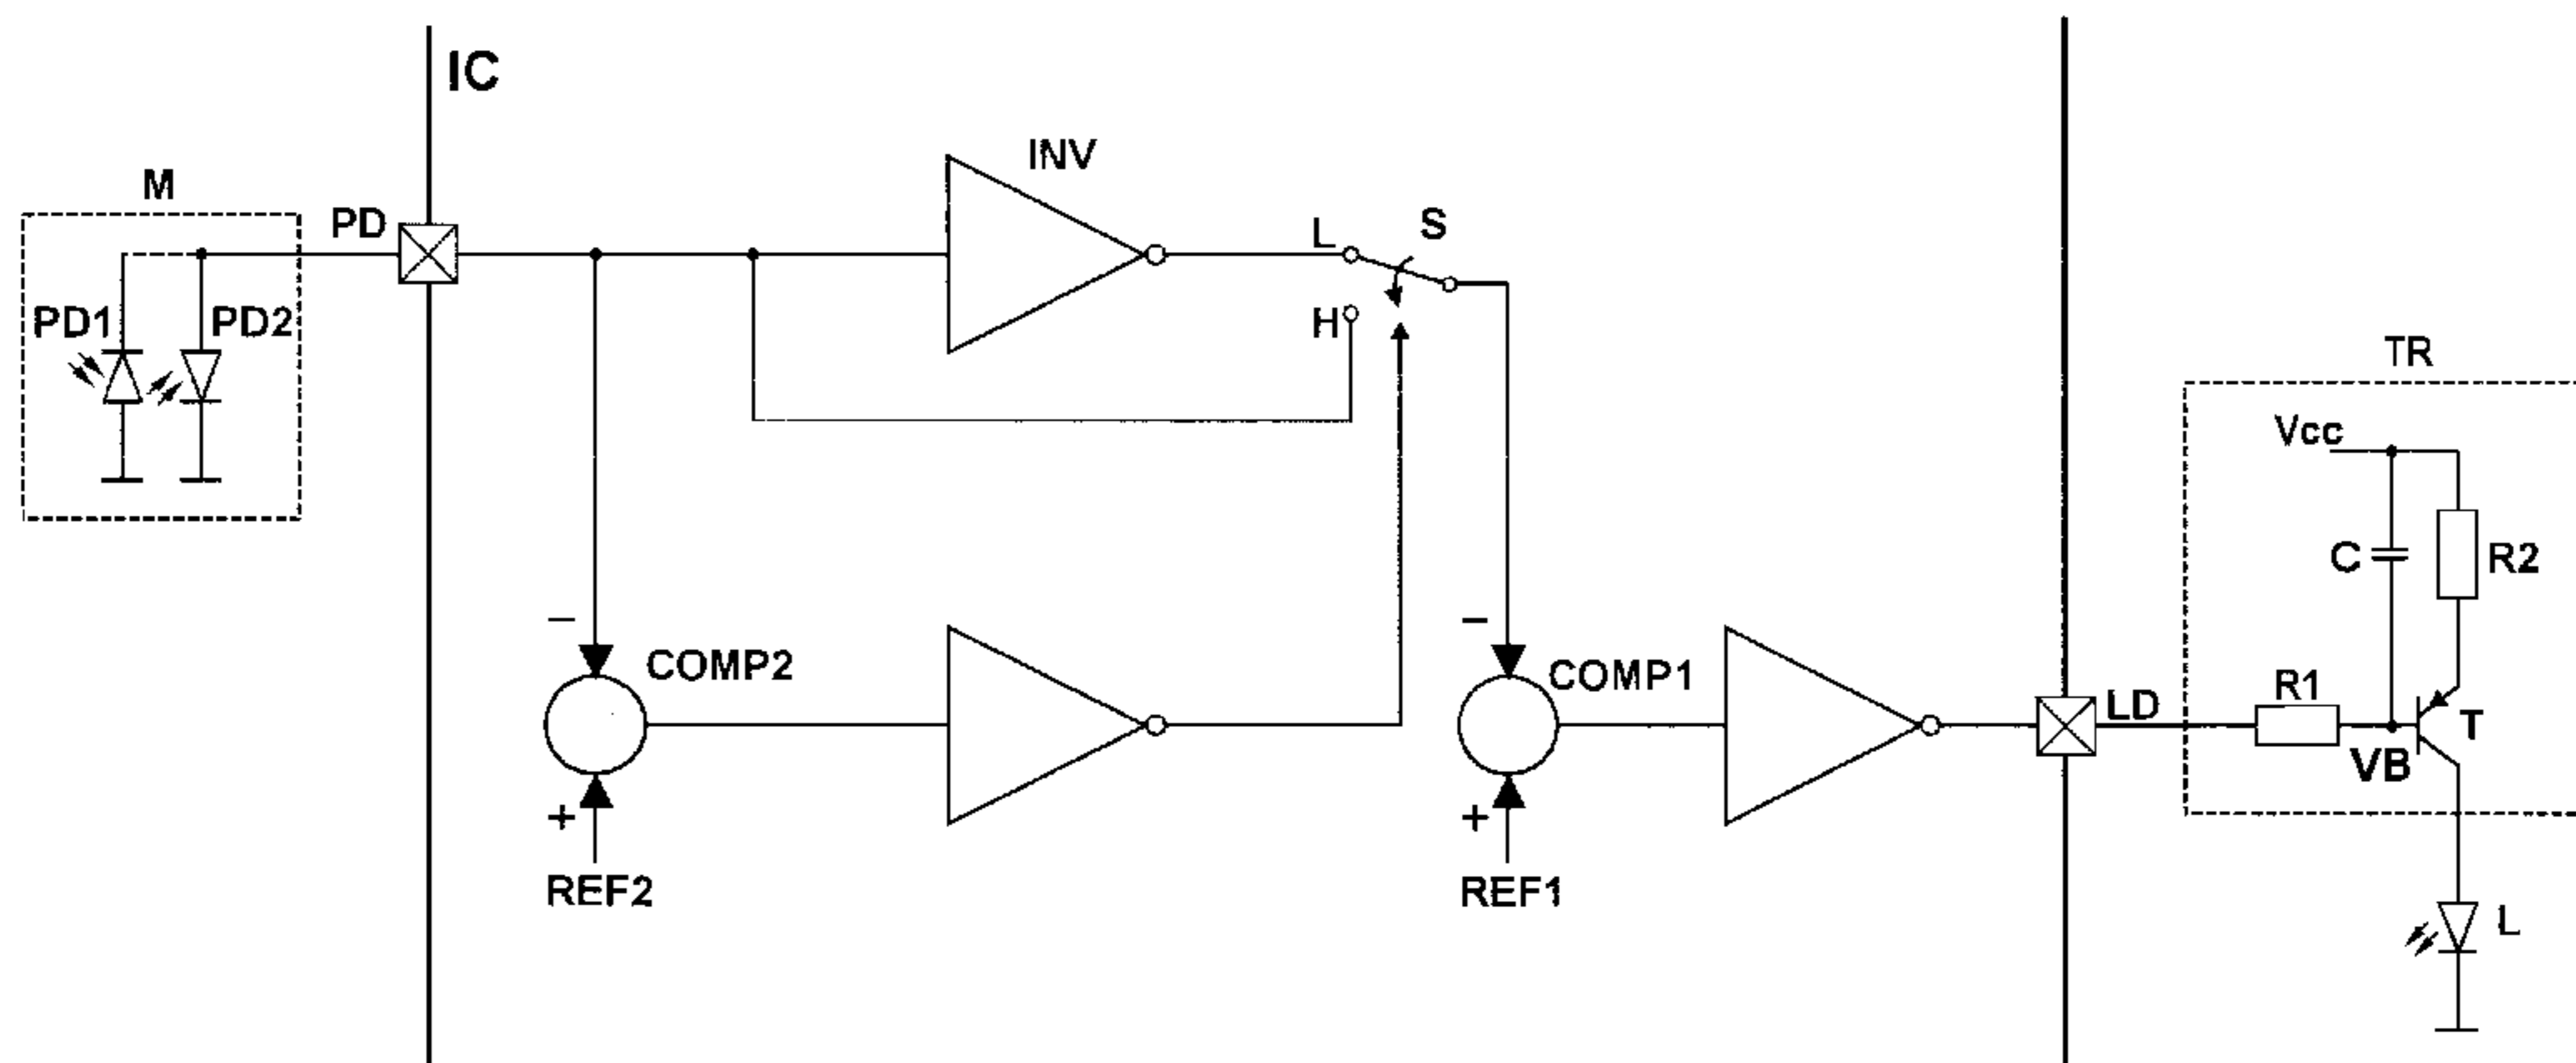 IC
INV
M
PD
L
S
H
PD1
PD2
TR
Vcc
C
R2
−
COMP2
−
COMP1
R1
LD
T
VB
+
+
REF2
REF1
L